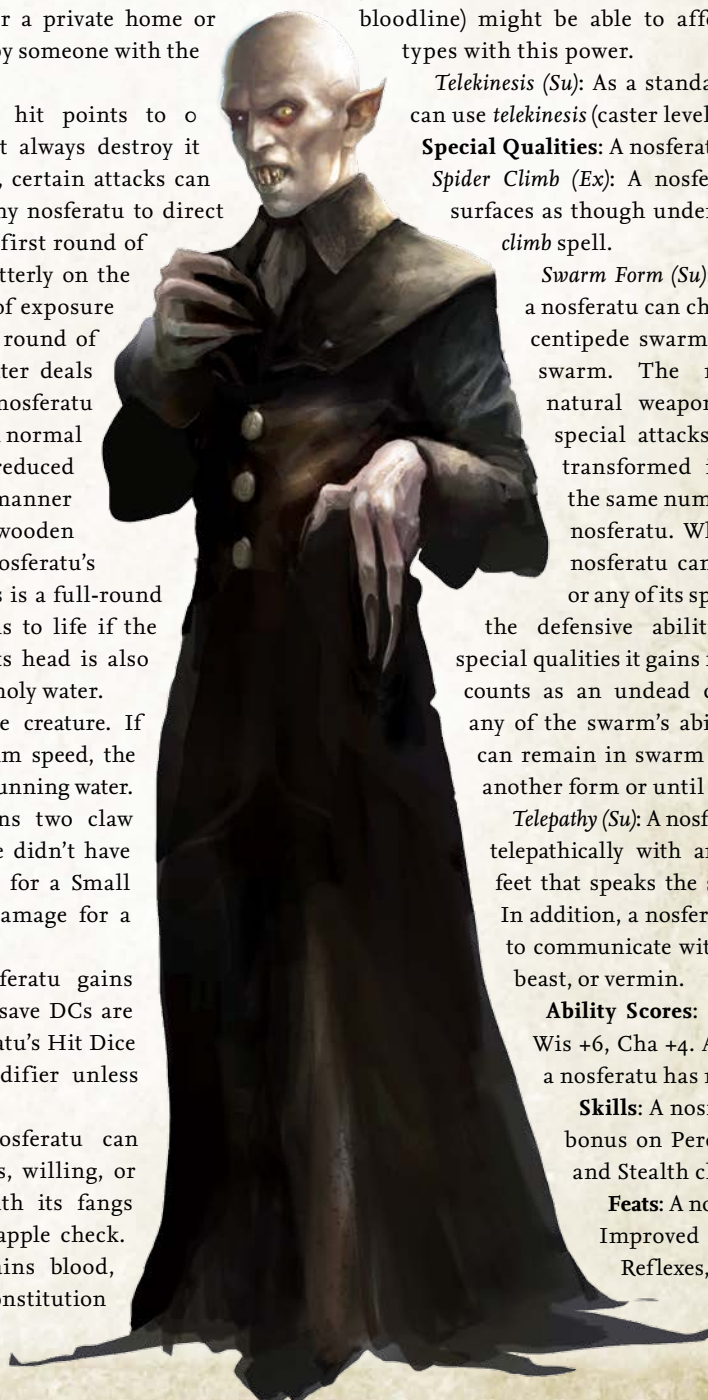 r a private home or
by someone with the
hit points to 0
t always destroy it
, certain attacks can
ny nosferatu to direct
first round of
tterly on the
of exposure
round of
ter deals
nosferatu
normal
reduced
manner
wooden
osferatu's
s is a full-round
ns to life if the
ts head is also
holy water.
e creature. If
im speed, the
unning water.
ns two claw
e didn't have
for a Small
amage for a
feratu gains
save DCs are
atu's Hit Dice
difier unless
osferatu can
s, willing, or
ith its fangs
apple check.
ains blood,
onstitution
bloodline) might be able to affe
types with this power.
Telekinesis (Su): As a standa
can use telekinesis (caster level
Special Qualities: A nosferat
Spider Climb (Ex): A nosfe
surfaces as though under
climb spell.
Swarm Form (Su)
a nosferatu can ch
centipede swarm
swarm. The r
natural weapon
special attacks
transformed i
the same num
nosferatu. Wh
nosferatu can
or any of its sp
the defensive abilit
special qualities it gains
counts as an undead
any of the swarm's abi
can remain in swarm
another form or until
Telepathy (Su): A nosf
telepathically with a
feet that speaks the s
In addition, a nosfer
to communicate wit
beast, or vermin.
Ability Scores:
Wis +6, Cha +4. A
a nosferatu has
Skills: A nosf
bonus on Perc
and Stealth c
Feats: A no
Improved
Reflexes,